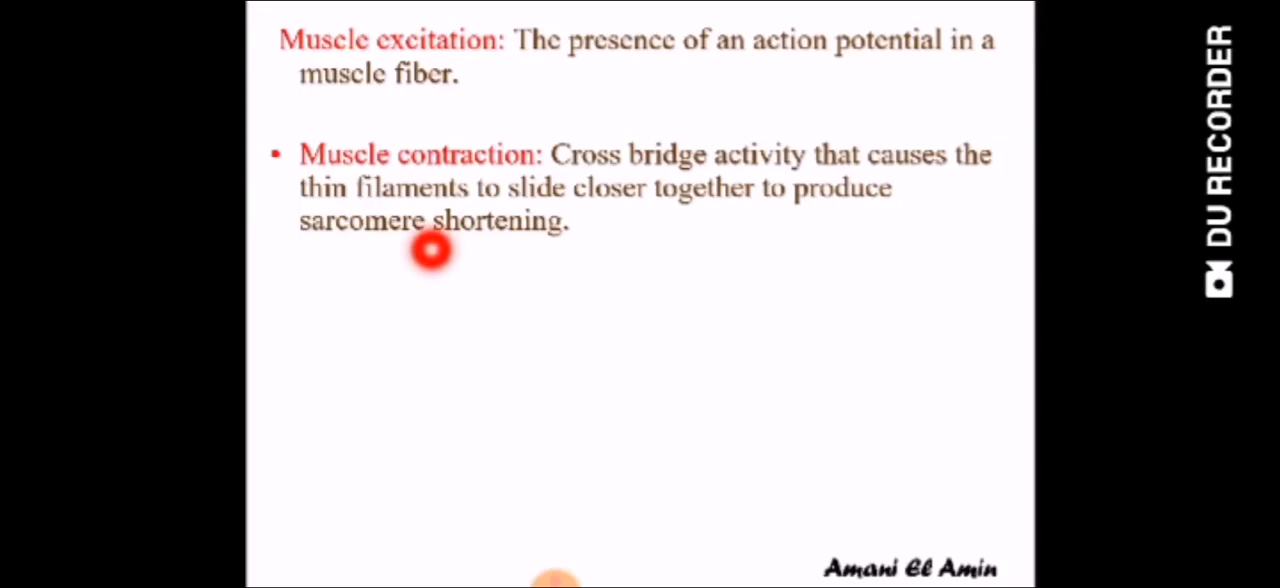 Muscle excitation: The presence of an action potential in a
muscle fiber.
• Muscle contraction: Cross bridge activity that causes the
thin filaments to slide closer together to produce
sarcomere shortening.
Amani El Amin
DU RECORDER